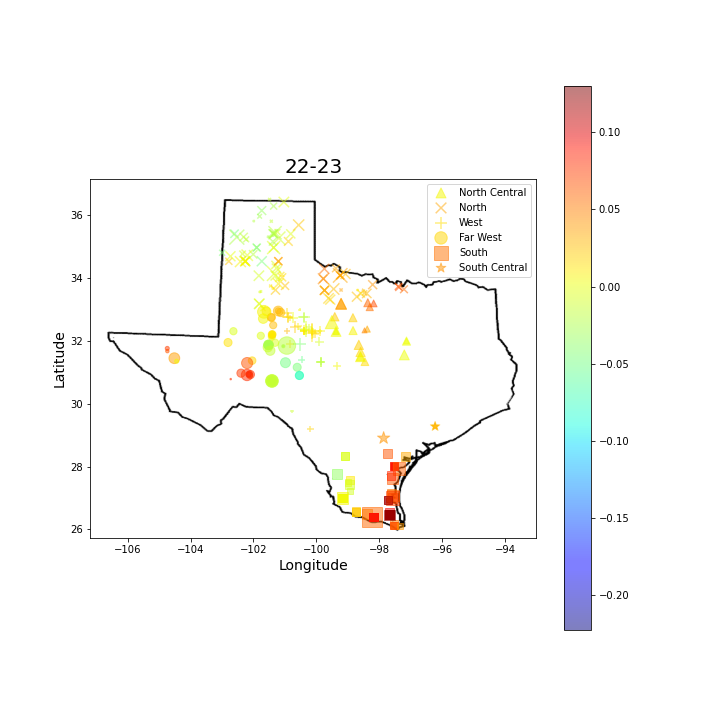 22-23
North Central
North
West
Far West
South
South Central
36
34
32
30
28
26
Latitude
−106
−104
−102
−100
−98
−96
−94
Longitude
0.10
0.05
0.00
−0.05
−0.10
−0.15
−0.20